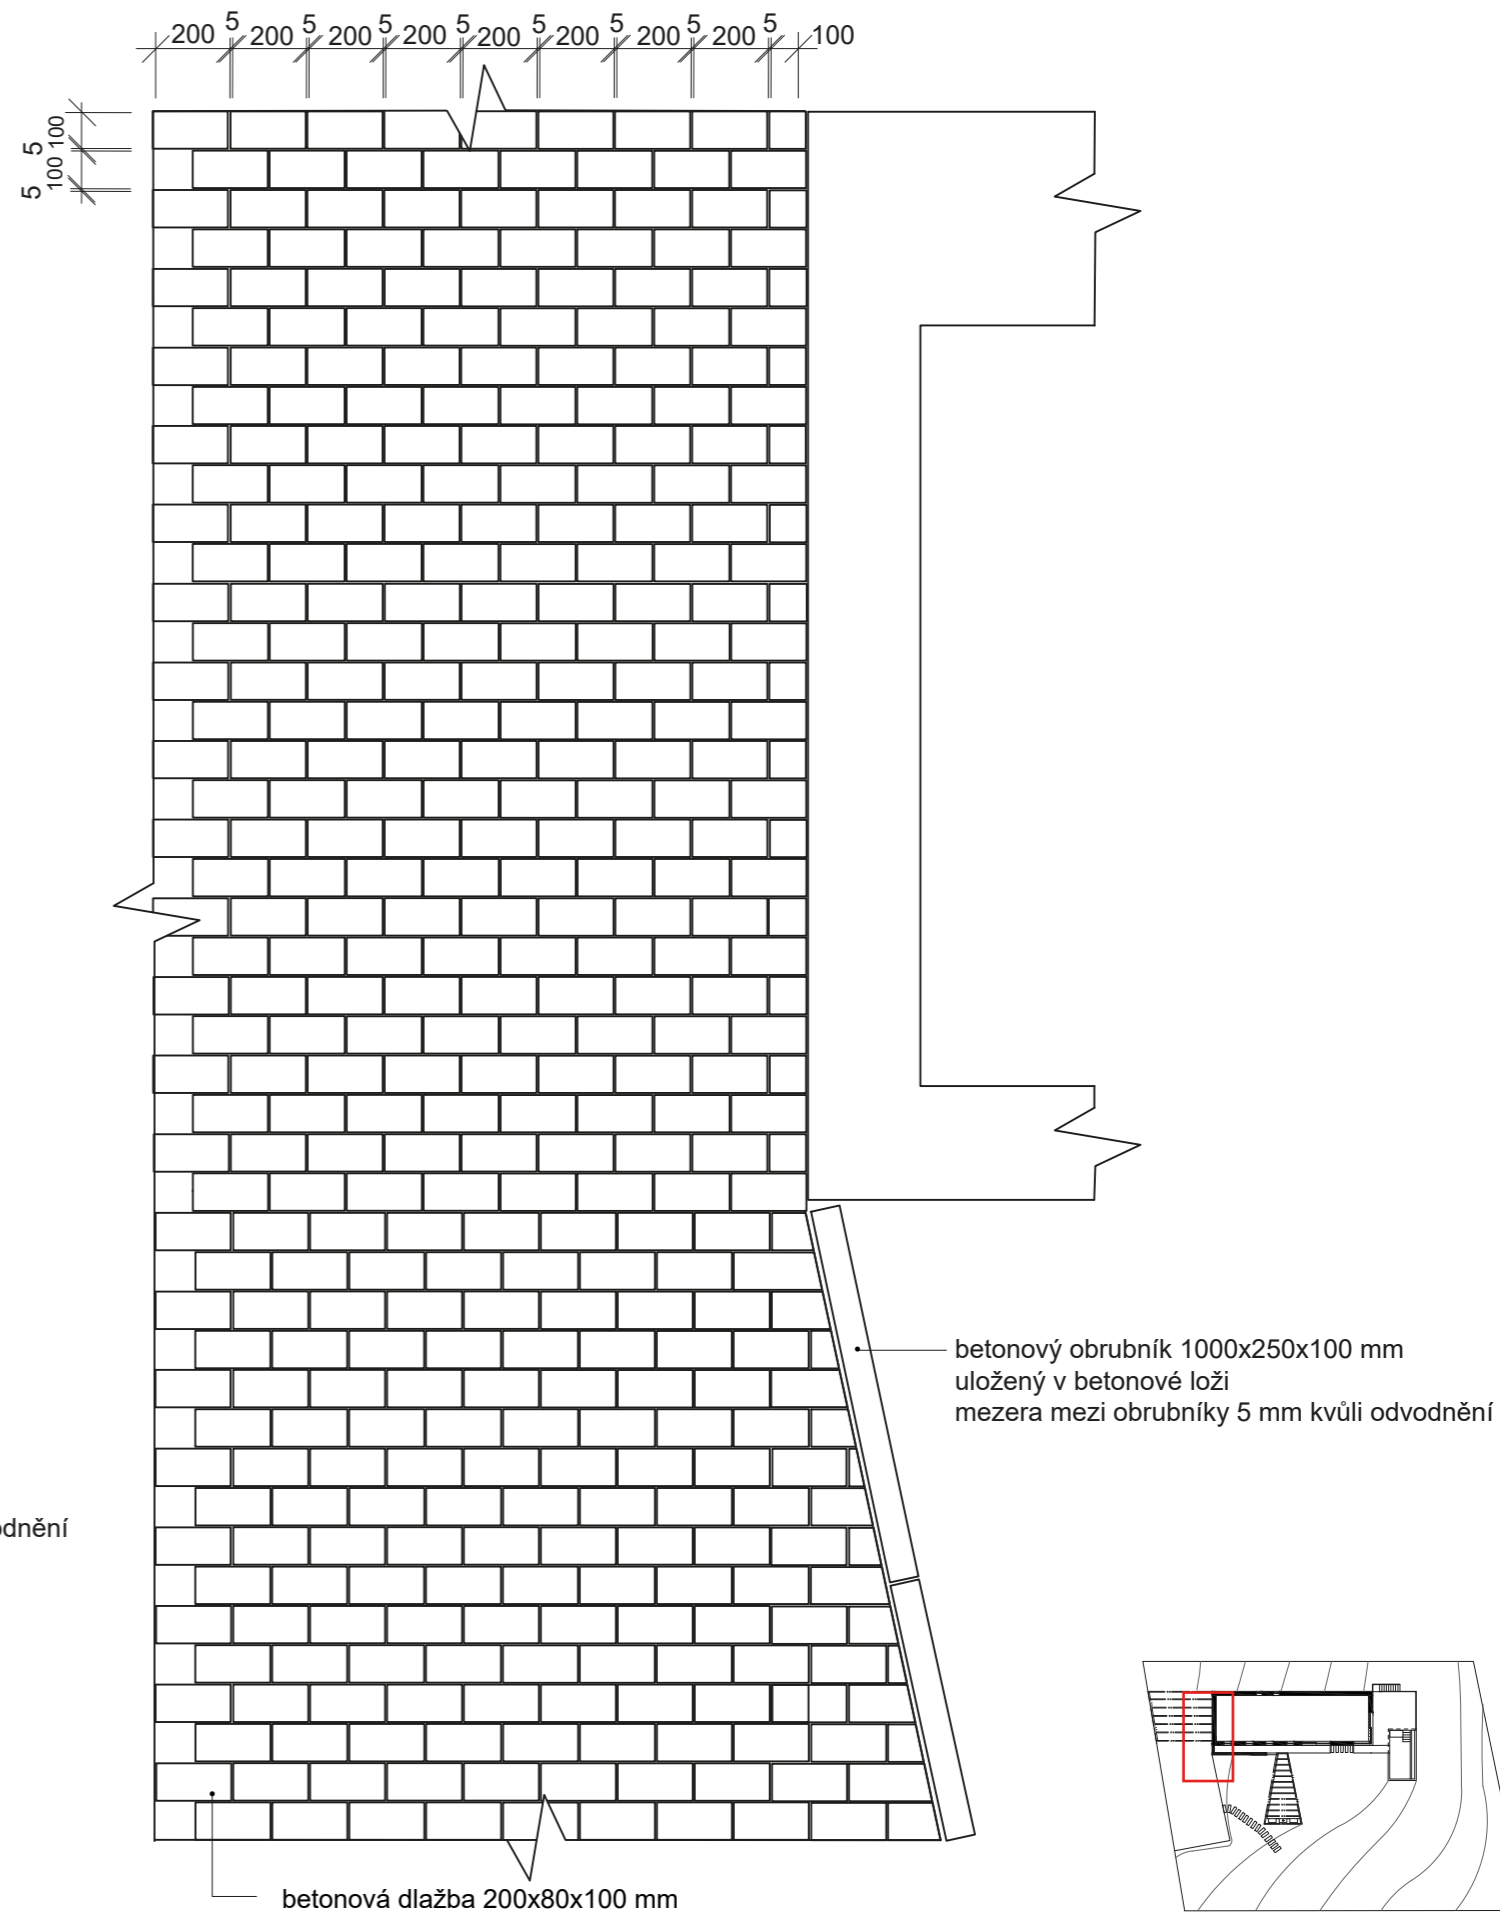 200 5 200 5 200 5 200 5 200 5 200 5 200 5 200 5 100
100
5
100
5
betonový obrubník 1000x250x100 mm
uložený v betonové loži
mezera mezi obrubníky 5 mm kvůli odvodnění
odnění
betonová dlažba 200x80x100 mm